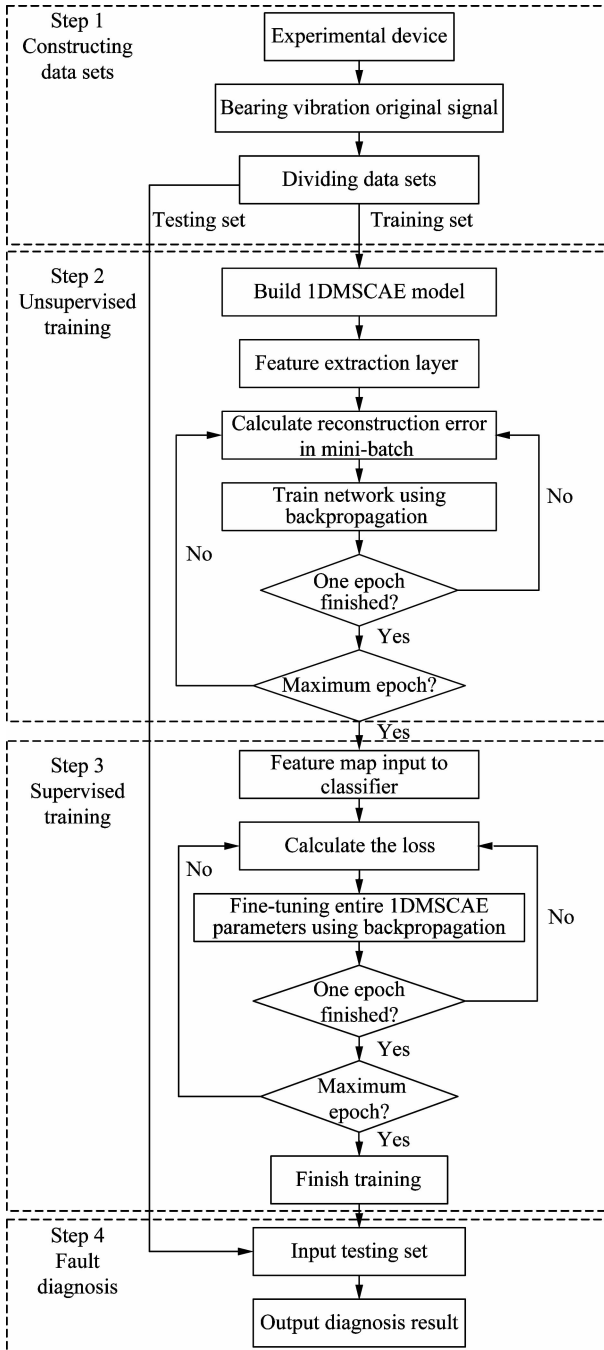 Step 1
Constructing
data sets
Experimental device
Bearing vibration original signal
Dividing data sets
Testing set
Training set
Step 2
Unsupervised
training
Build 1DMSCAE model
Feature extraction layer
Calculate reconstruction error
in mini-batch
Train network using
backpropagation
No
No
One epoch
finished?
Yes
Maximum epoch?
Yes
Step 3
Supervised
training
Feature map input to
classifier
Calculate the loss
No
Fine-tuning entire 1DMSCAE
parameters using backpropagation
No
One epoch
finished?
Yes
Maximum
epoch?
Yes
Finish training
Step 4
Fault
diagnosis
Input testing set
Output diagnosis result